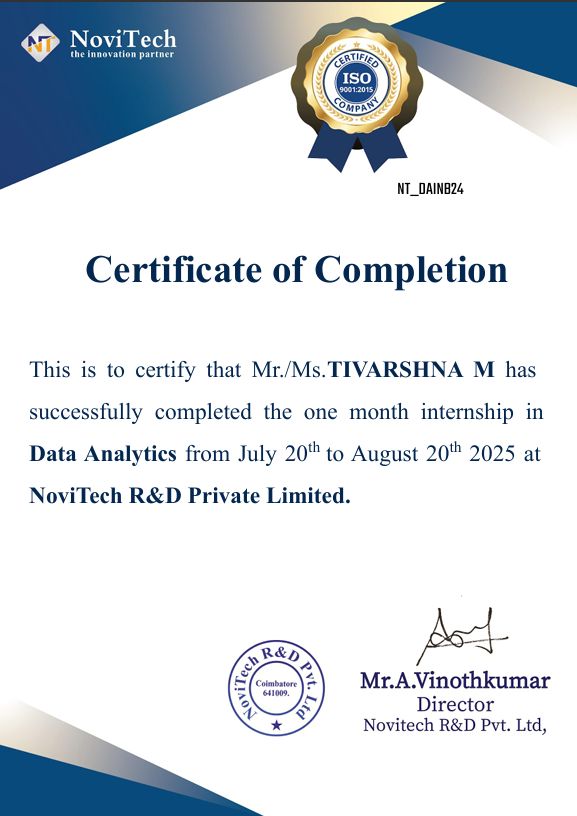 NT NoviTech
the innovation partner
CERTIFIED
ISO
9001:2015
COMPANY
NT_DAINB24
Certificate of Completion
This is to certify that Mr./Ms.TIVARSHNA M has
successfully completed the one month internship in
Data Analytics from July 20th to August 20th 2025 at
NoviTech R&D Private Limited.
NoviTech R&D Pvt. Ltd
Coimbatore
641009.
Mr.A.Vinothkumar
Director
Novitech R&D Pvt. Ltd,